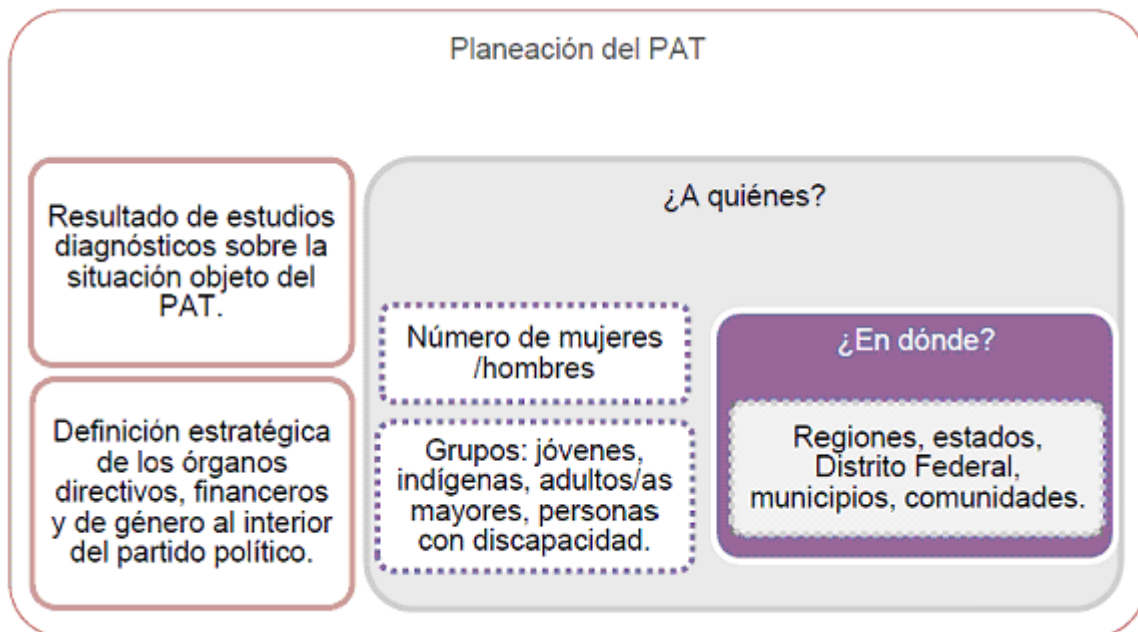 Planeación del PAT
Resultado de estudios
diagnósticos sobre la
situación objeto del
PAT.
Definición estratégica
de los órganos
directivos, financieros
y de género al interior
del partido político.
¿A quiénes?
Número de mujeres
/hombres
Grupos: jóvenes,
indígenas, adultos/as
mayores, personas
con discapacidad.
¿En dónde?
Regiones, estados,
Distrito Federal,
municipios, comunidades.